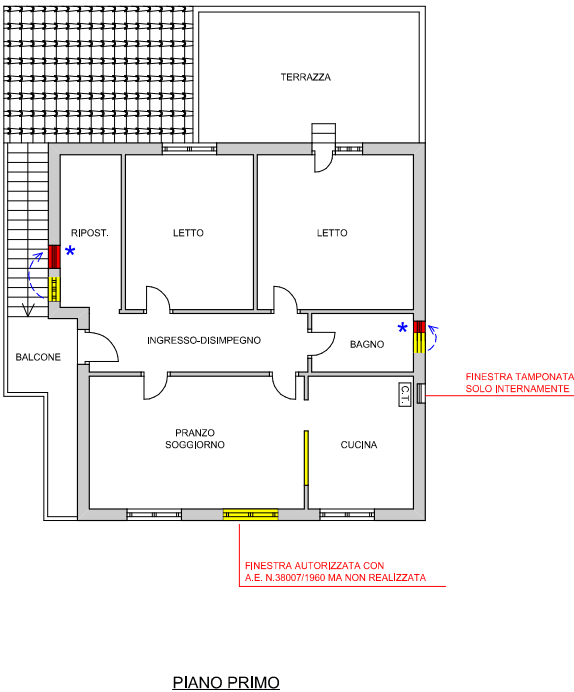 TERRAZZA
RIPOST.
LETTO
LETTO
*
*
INGRESSO-DISIMPEGNO
BAGNO
BALCONE
FINESTRA TAMPONATA
SOLO INTERNAMENTE
C.T.
PRANZO
SOGGIORNO
CUCINA
FINESTRA AUTORIZZATA CON
A.E. N.38007/1960 MA NON REALIZZATA
PIANO PRIMO